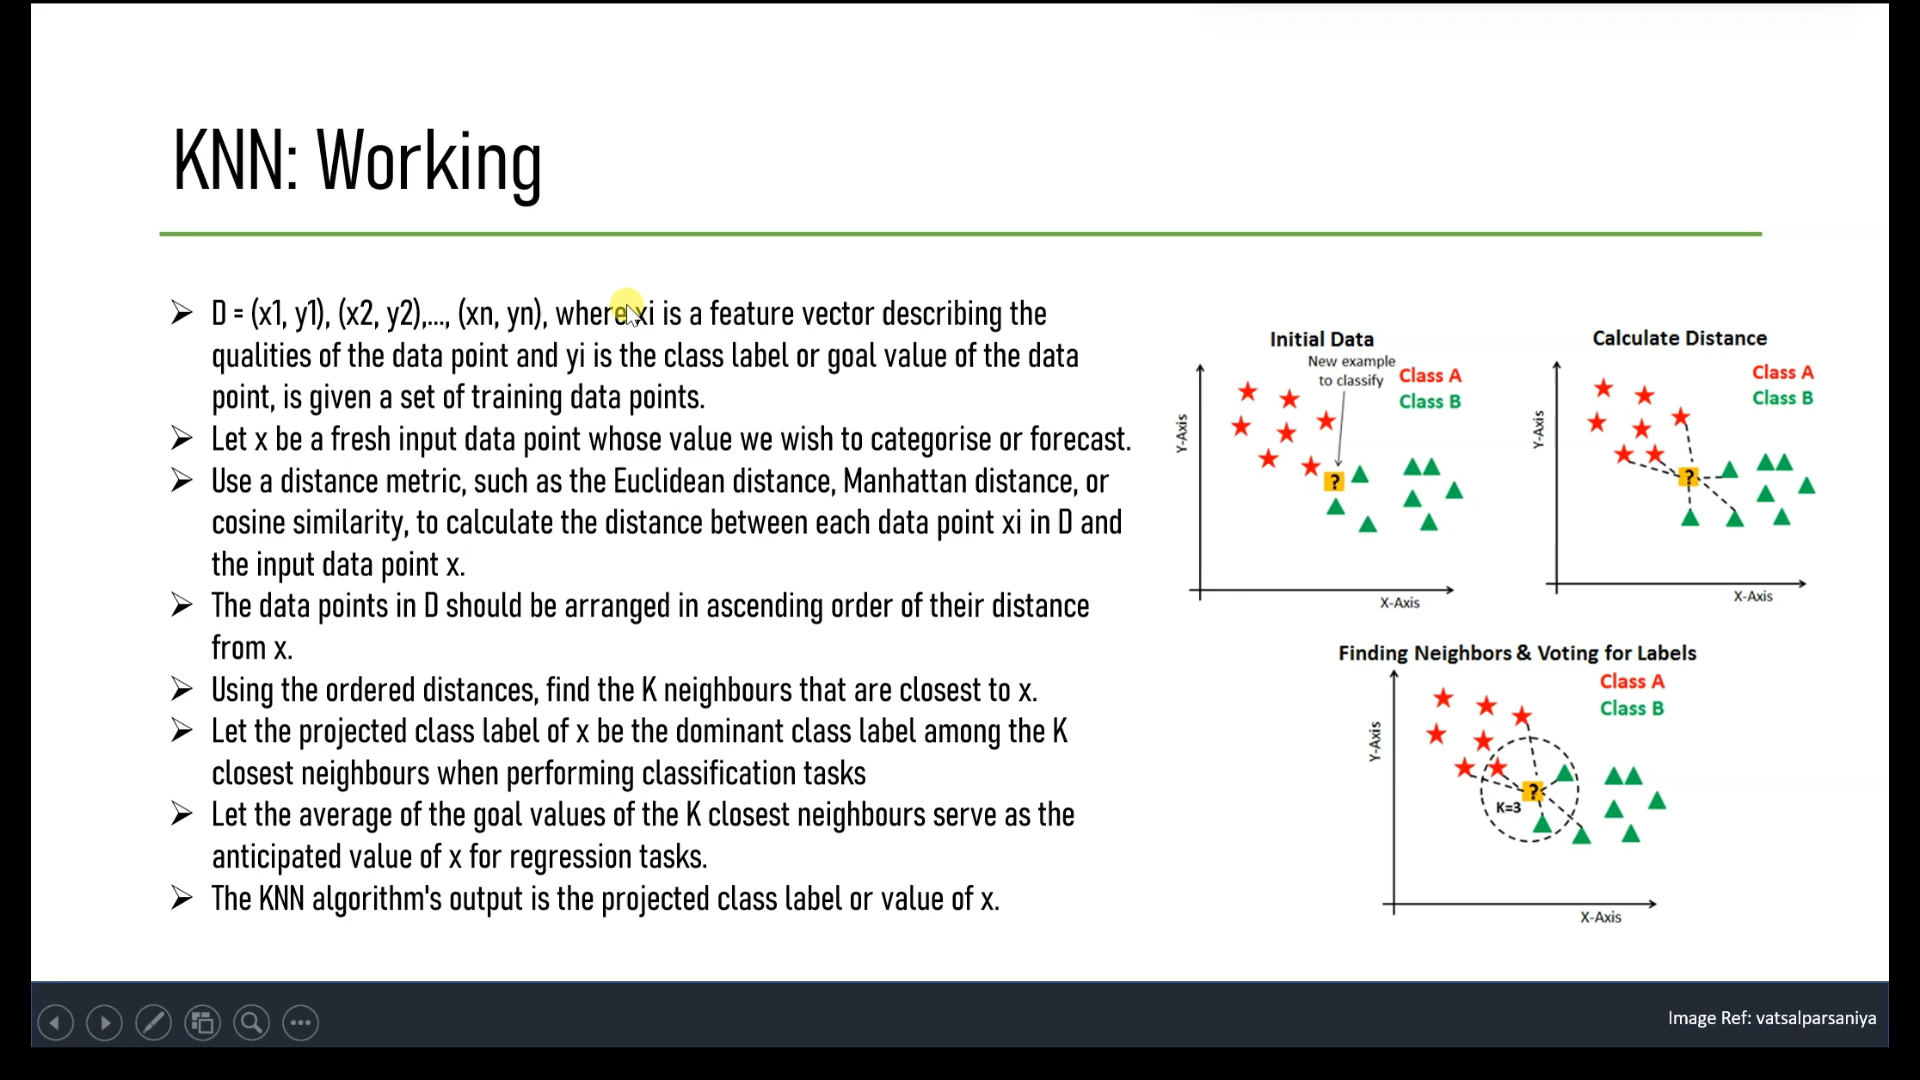 KNN: Working
D = (x1, y1), (x2, y2),..., (xn, yn), where xi is a feature vector describing the
qualities of the data point and yi is the class label or goal value of the data
point, is given a set of training data points.
Let x be a fresh input data point whose value we wish to categorise or forecast.
Use a distance metric, such as the Euclidean distance, Manhattan distance, or
cosine similarity, to calculate the distance between each data point xi in D and
the input data point x.
The data points in D should be arranged in ascending order of their distance
from x.
Using the ordered distances, find the K neighbours that are closest to x.
Let the projected class label of x be the dominant class label among the K
closest neighbours when performing classification tasks
Let the average of the goal values of the K closest neighbours serve as the
anticipated value of x for regression tasks.
The KNN algorithm's output is the projected class label or value of x.
Initial Data
New example
to classify
Class A
Class B
Y-Axis
?
X-Axis
Calculate Distance
Class A
Class B
Y-Axis
?
X-Axis
Finding Neighbors & Voting for Labels
Class A
Class B
Y-Axis
?
K=3
X-Axis
Image Ref: vatsalparsaniya